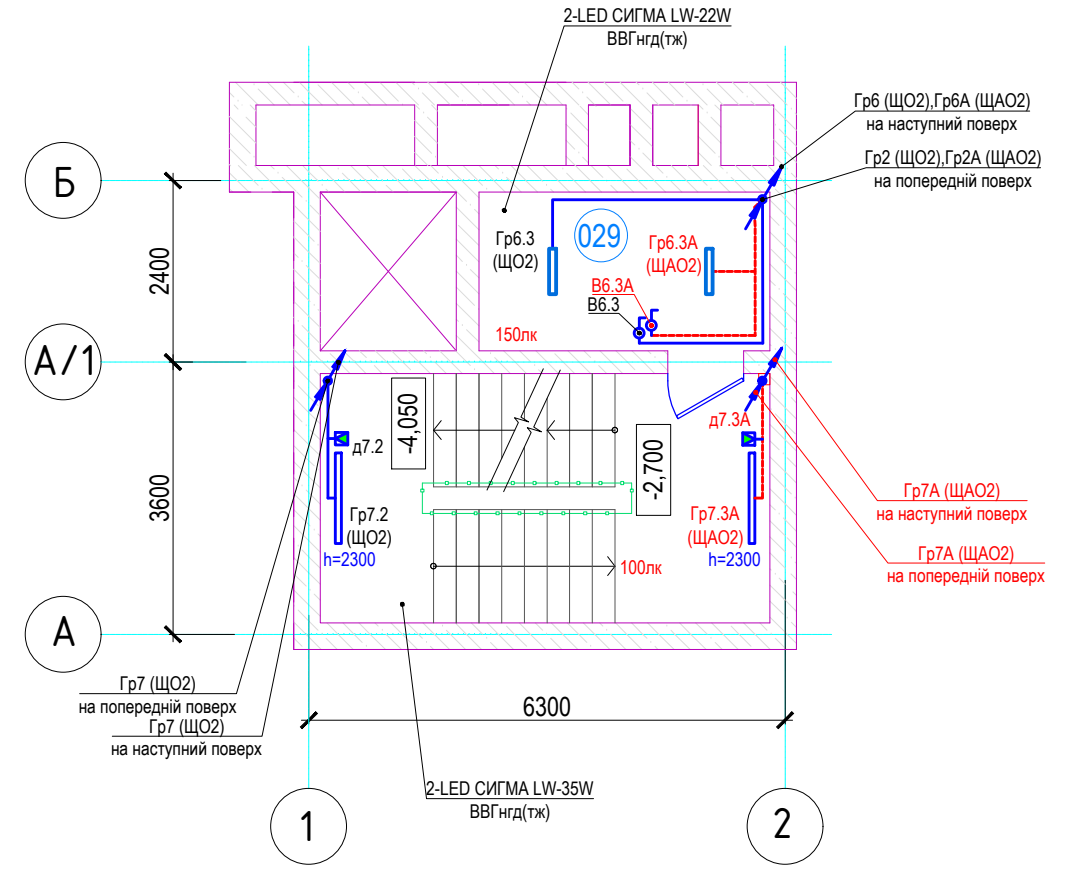 2-LED СИГМА LW-22W
ВВГнгд(тж)
Гр6 (ЩО2),Гр6А (ЩАО2)
на наступний поверх
Гр2 (ЩО2),Гр2А (ЩАО2)
на попередній поверх
Б
2400
Гр6.3
(ЩО2)
029
Гр6.3А
(ЩАО2)
В6.3А
В6.3
150лк
А/1
-4,050
д7.2
д7.3А
-2,700
3600
Гр7.2
(ЩО2)
h=2300
Гр7.3А
(ЩАО2)
h=2300
100лк
Гр7А (ЩАО2)
на наступний поверх
Гр7А (ЩАО2)
на попередній поверх
А
Гр7 (ЩО2)
на попередній поверх
Гр7 (ЩО2)
на наступний поверх
6300
2-LED СИГМА LW-35W
ВВГнгд(тж)
1
2